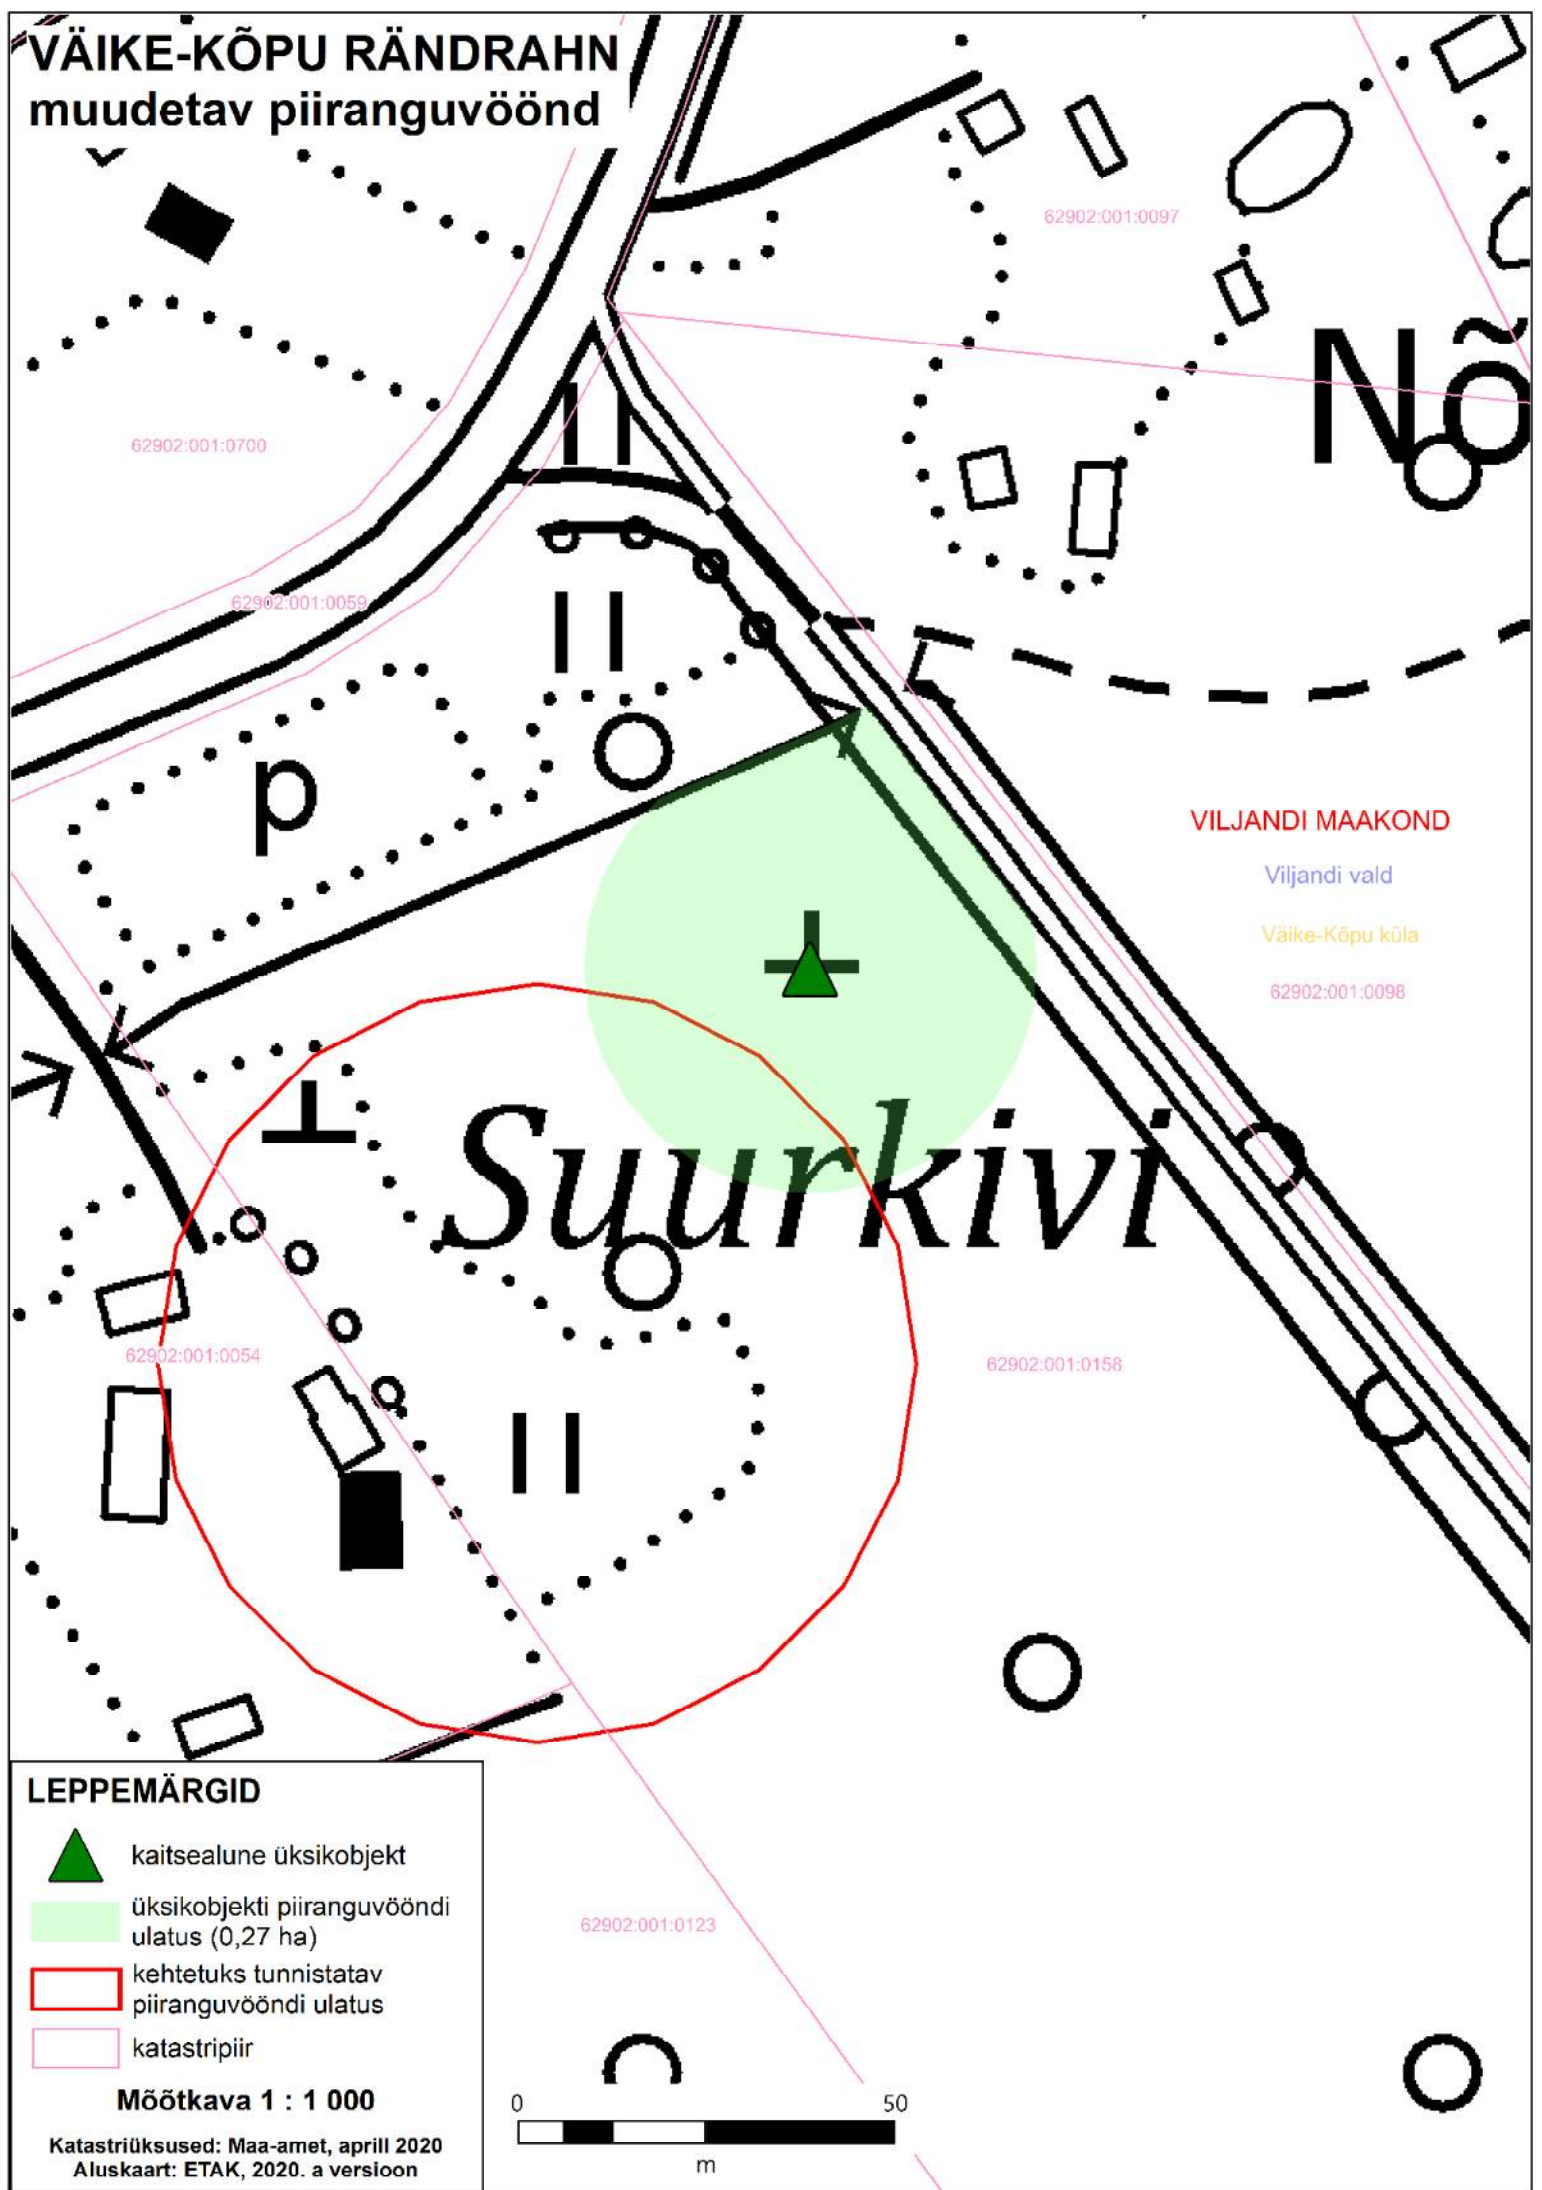 VÄIKE-KÕPU RÄNDRAHN
muudetav piiranguvöönd
62902:001:0097
Nõ
62902:001:0700
62902:001:0059
p
VILJANDI MAAKOND
Viljandi vald
Väike-Kõpu küla
62902:001:0098
Suurkivi
62902:001:0054
62902:001:0158
62902:001:0123
LEPPEMÄRGID
kaitsealune üksikobjekt
üksikobjekti piiranguvööndi
ulatus (0,27 ha)
kehtetuks tunnistatav
piiranguvööndi ulatus
katastripiir
Mõõtkava 1 : 1 000
Katastriüksused: Maa-amet, aprill 2020
Aluskaart: ETAK, 2020. a versioon
0 50
m